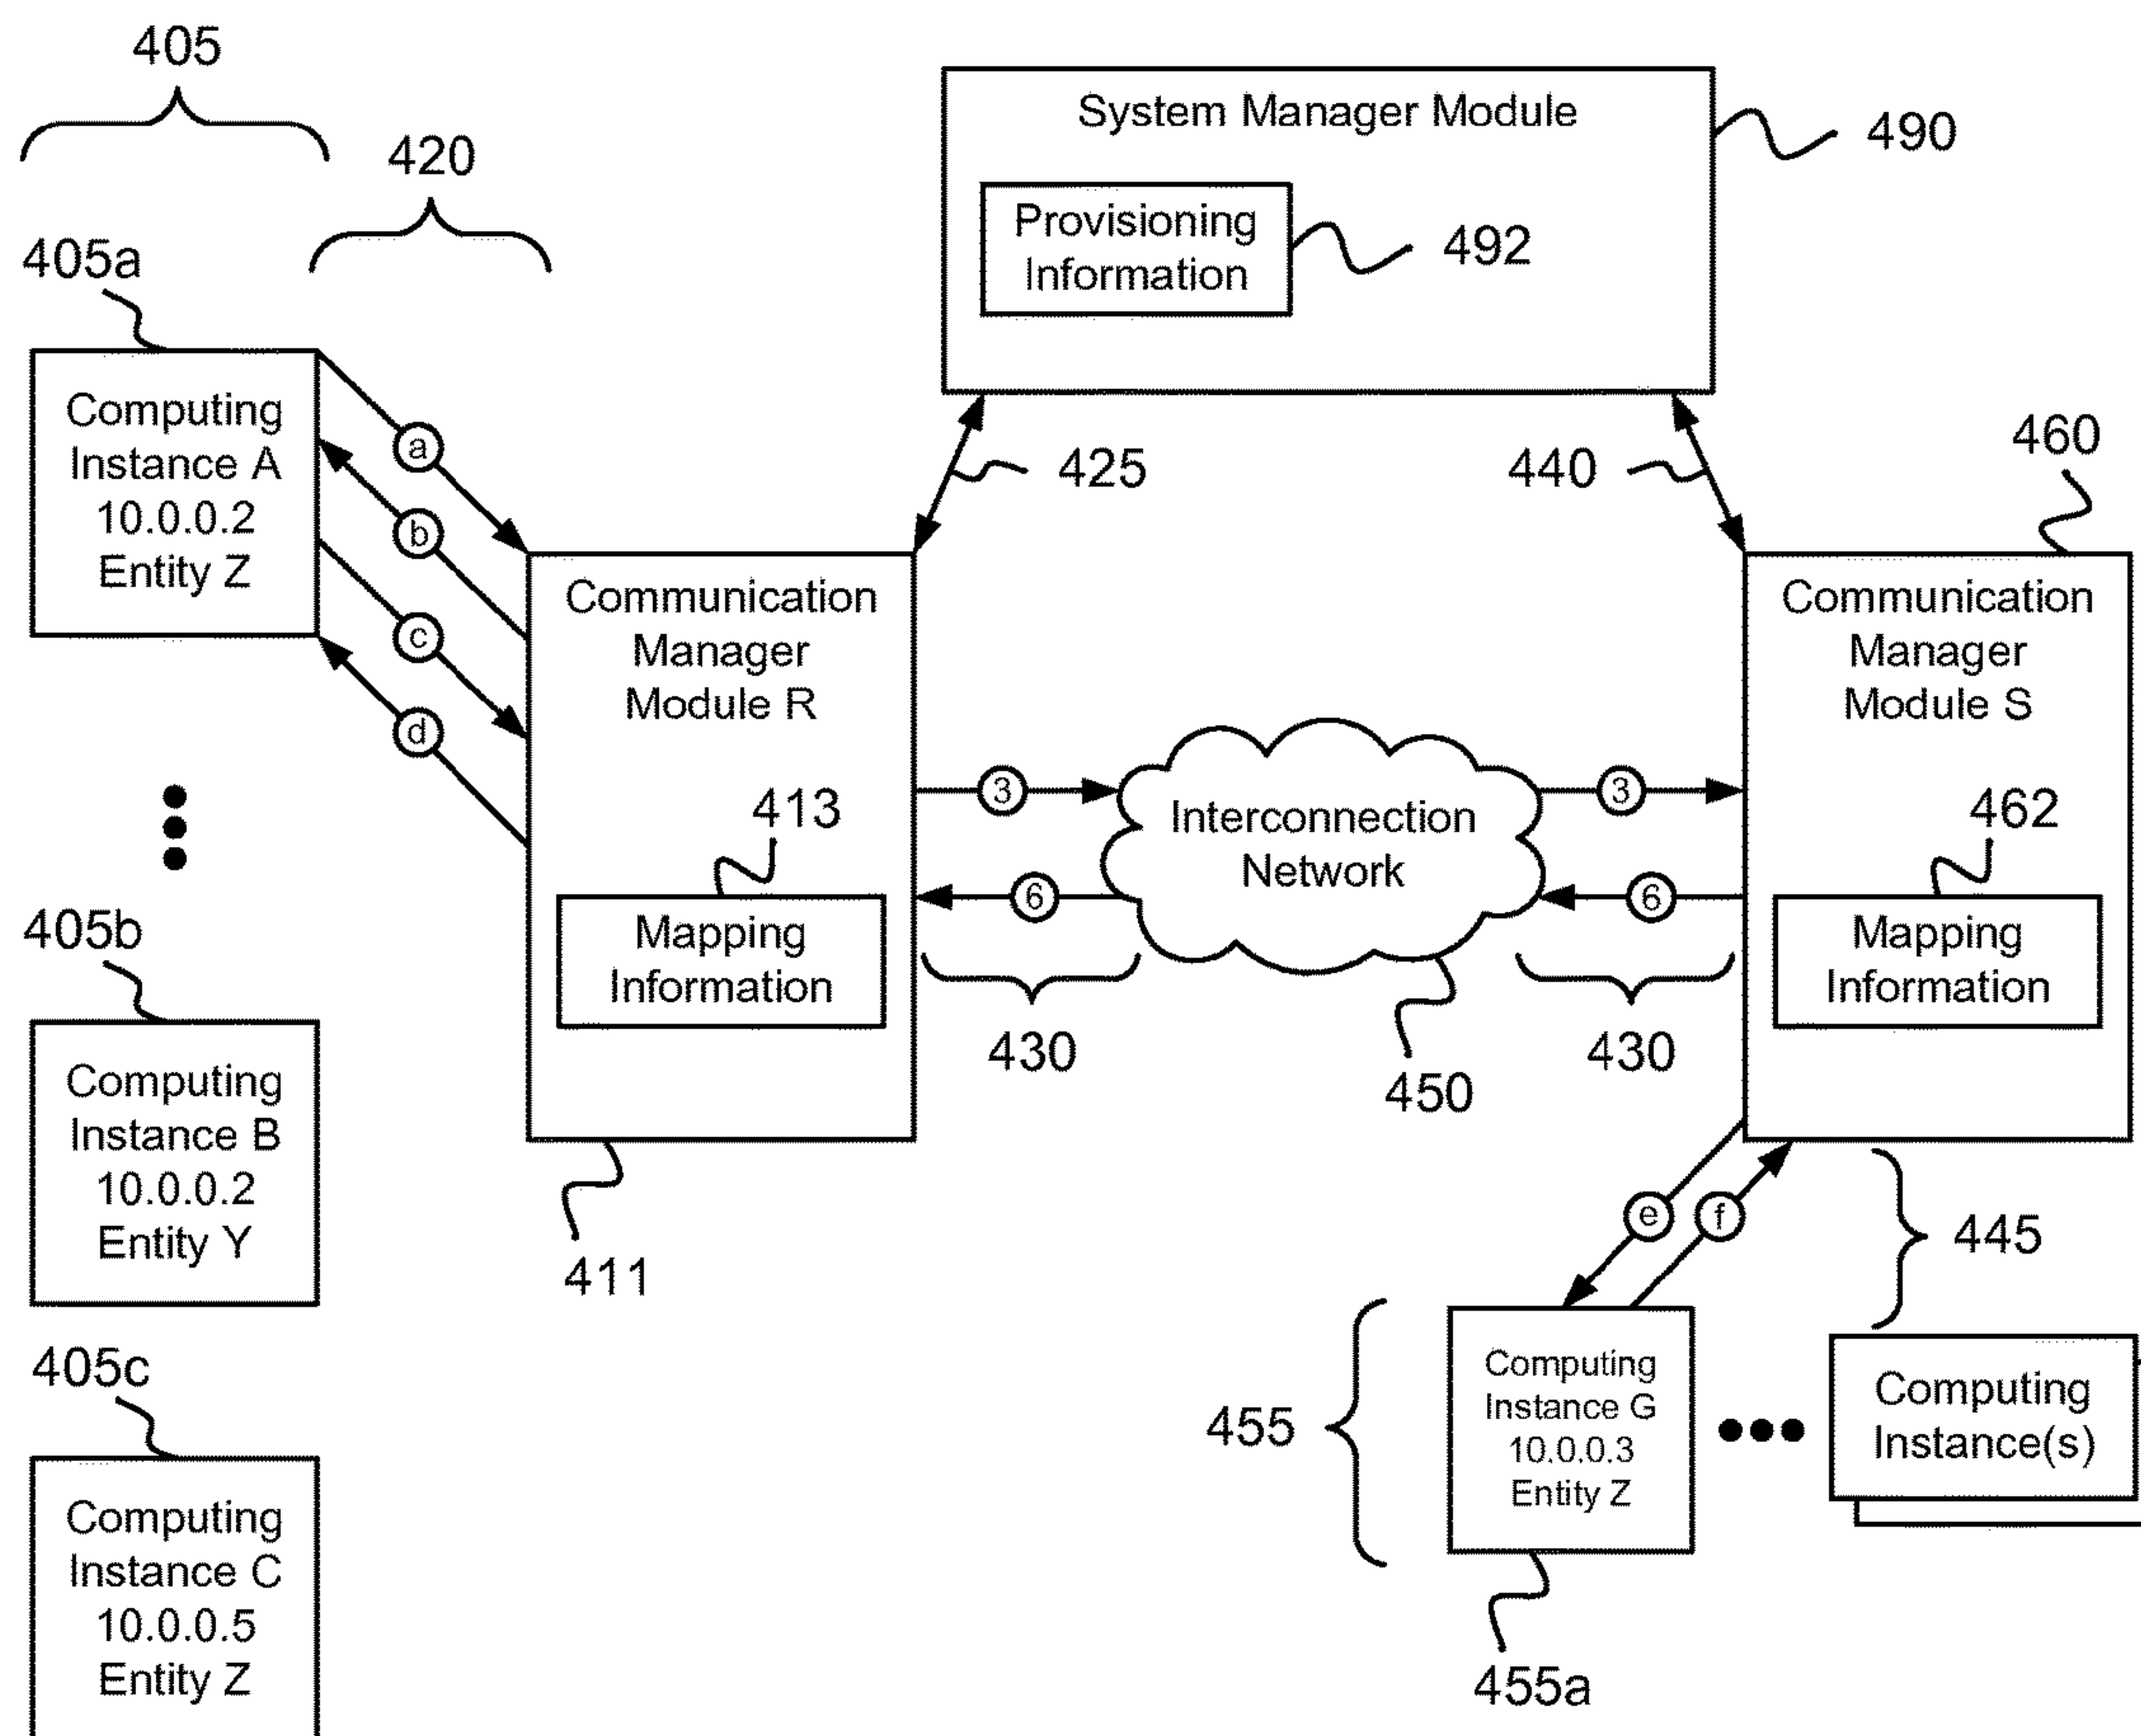 405
420
System Manager Module
490
Provisioning
Information
492
405a
Computing
Instance A
10.0.0.2
Entity Z
a
b
c
d
425
440
460
Communication
Manager
Module R
413
Mapping
Information
3
Interconnection
Network
3
6
6
430
430
450
Communication
Manager
Module S
462
Mapping
Information
405b
Computing
Instance B
10.0.0.2
Entity Y
411
e
f
445
405c
Computing
Instance C
10.0.0.5
Entity Z
455
Computing
Instance G
10.0.0.3
Entity Z
Computing
Instance(s)
455a